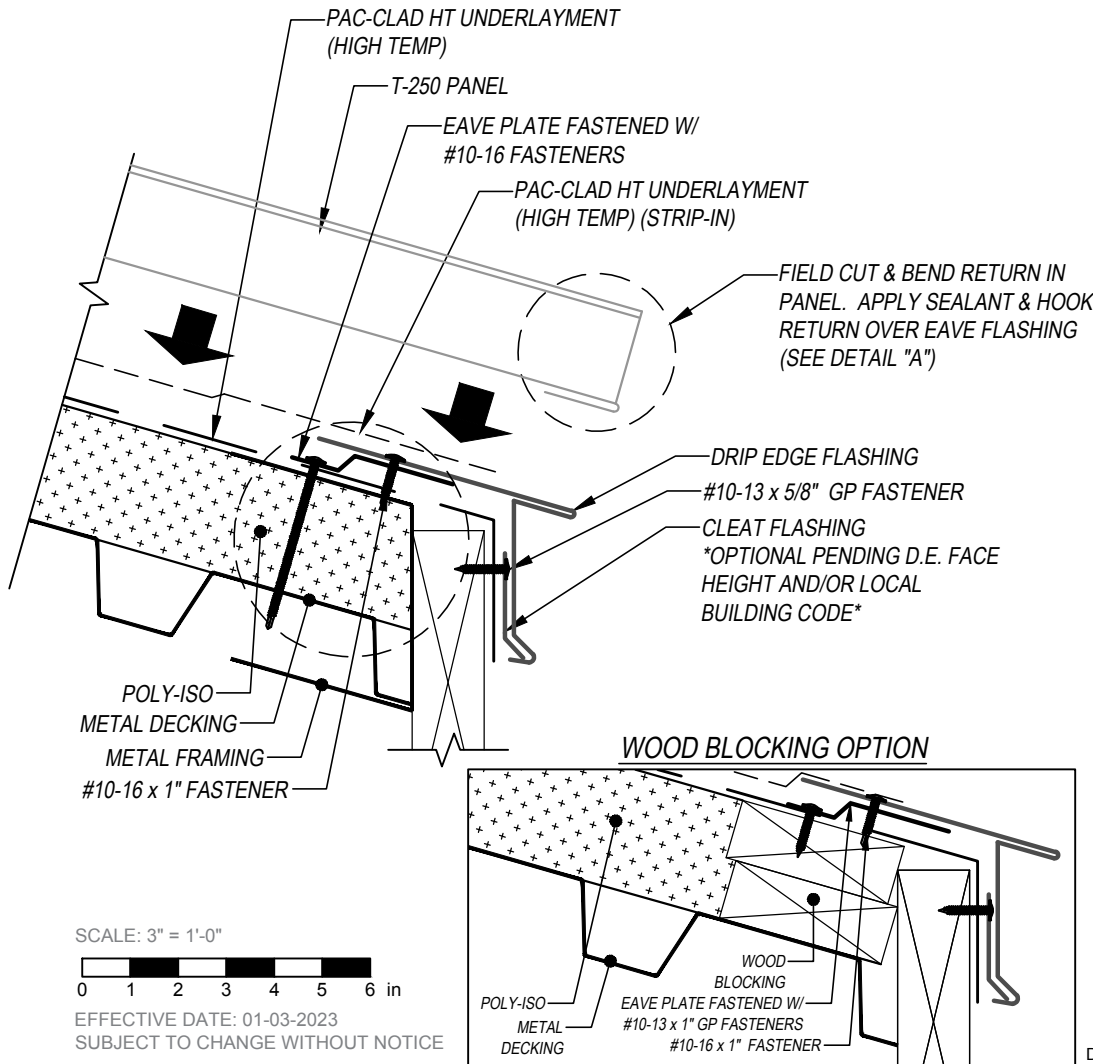 PAC-CLAD HT UNDERLAYMENT
(HIGH TEMP)
T-250 PANEL
EAVE PLATE FASTENED W/
#10-16 FASTENERS
PAC-CLAD HT UNDERLAYMENT
(HIGH TEMP) (STRIP-IN)
FIELD CUT & BEND RETURN IN
PANEL. APPLY SEALANT & HOOK
RETURN OVER EAVE FLASHING
(SEE DETAIL "A")
DRIP EDGE FLASHING
#10-13 x 5/8" GP FASTENER
CLEAT FLASHING
*OPTIONAL PENDING D.E. FACE
HEIGHT AND/OR LOCAL
BUILDING CODE*
POLY-ISO
METAL DECKING
METAL FRAMING
#10-16 x 1" FASTENER
WOOD BLOCKING OPTION
WOOD
BLOCKING
POLY-ISO
METAL
DECKING
EAVE PLATE FASTENED W/
#10-13 x 1" GP FASTENERS
#10-16 x 1" FASTENER
SCALE: 3" = 1'-0"
0 1 2 3 4 5 6 in
EFFECTIVE DATE: 01-03-2023
SUBJECT TO CHANGE WITHOUT NOTICE